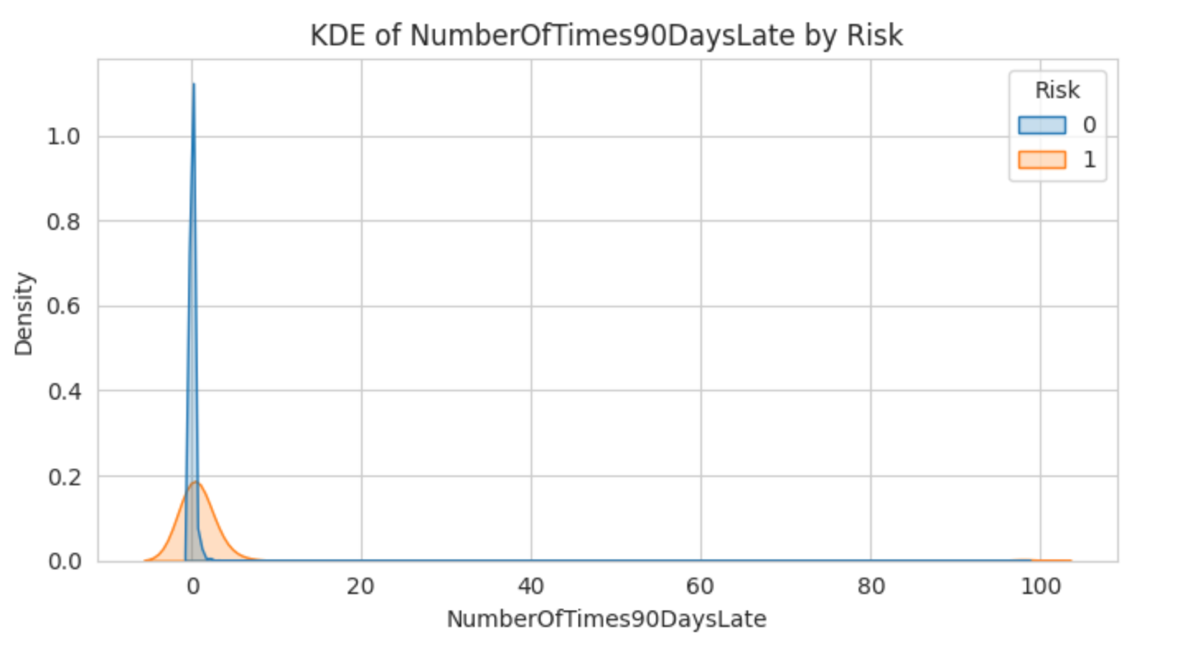 KDE of NumberOfTimes90DaysLate by Risk
Risk
0
1
1.0
0.8
0.6
0.4
0.2
0.0
Density
0 20 40 60 80 100
NumberOfTimes90DaysLate